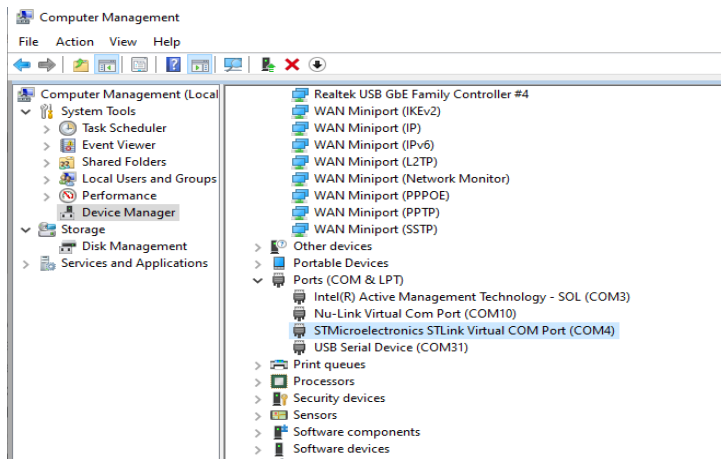 Computer Management
File Action View Help
Computer Management (Local
System Tools
Task Scheduler
Event Viewer
Shared Folders
Local Users and Groups
Performance
Device Manager
Storage
Disk Management
Services and Applications
Realtek USB GbE Family Controller #4
WAN Miniport (IKEv2)
WAN Miniport (IP)
WAN Miniport (IPv6)
WAN Miniport (L2TP)
WAN Miniport (Network Monitor)
WAN Miniport (PPPOE)
WAN Miniport (PPTP)
WAN Miniport (SSTP)
Other devices
Portable Devices
Ports (COM & LPT)
Intel(R) Active Management Technology - SOL (COM3)
Nu-Link Virtual Com Port (COM10)
STMicroelectronics STLink Virtual COM Port (COM4)
USB Serial Device (COM31)
Print queues
Processors
Security devices
Sensors
Software components
Software devices